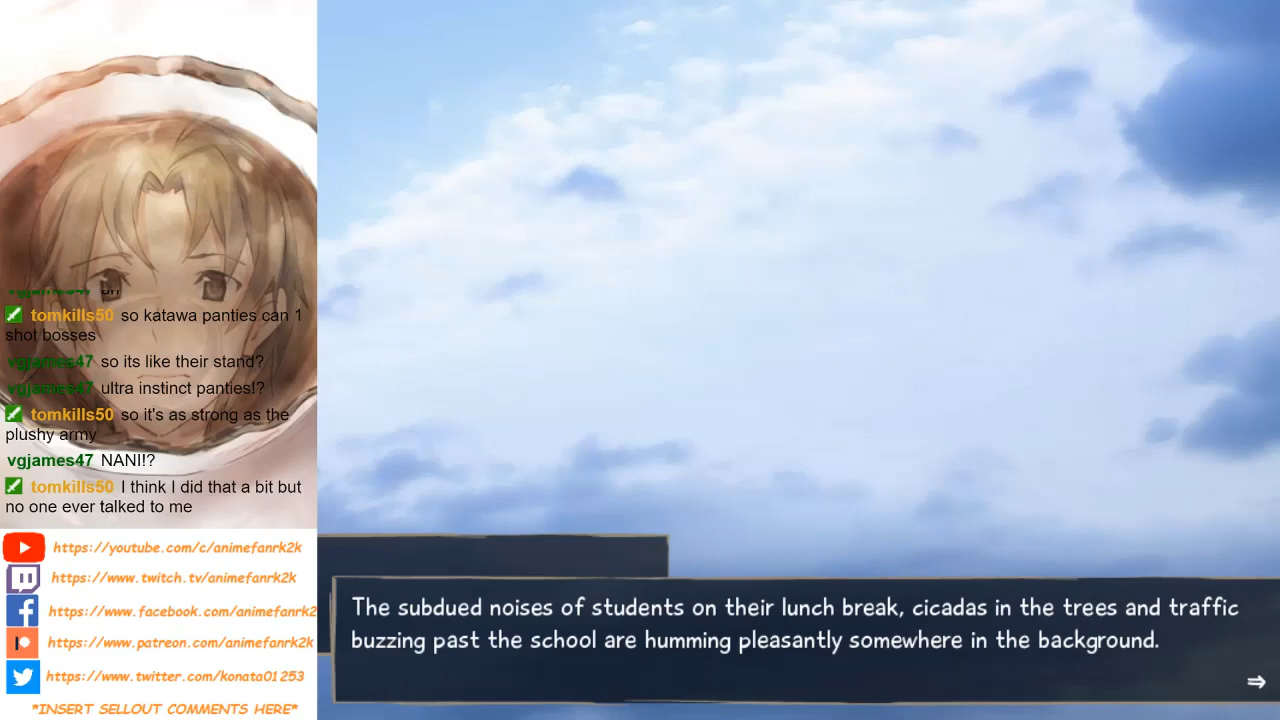 tomkills50 so katawa panties can 1
shot bosses
vgjames47 so its like their stand?
vgjames47 ultra instinct panties!?
tomkills50 so it's as strong as the
plushy army
vgjames47 NANI!?
tomkills50 I think I did that a bit but
no one ever talked to me
https://youtube.com/c/animefanrk2k
https://www.twitch.tv/animefanrk2k
https://www.facebook.com/animefanrk2
https://www.patreon.com/animefanrk2k
https://www.twitter.com/konata01253
*INSERT SELLOUT COMMENTS HERE*
The subdued noises of students on their lunch break, cicadas in the trees and traffic
buzzing past the school are humming pleasantly somewhere in the background.